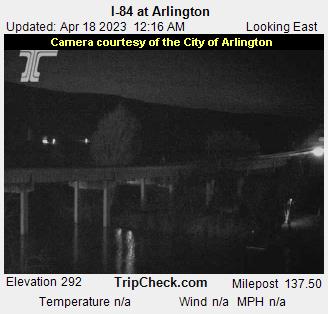 I-84 at Arlington
Updated: Apr 18 2023 12:16 AM Looking East
Camera courtesy of the City of Arlington
Elevation 292 TripCheck.com Milepost 137.50
Temperature n/a Wind n/a MPH n/a